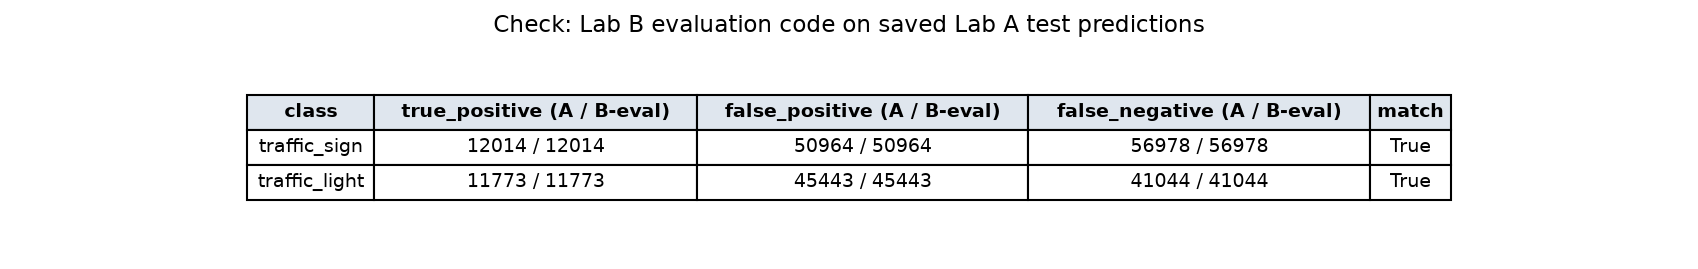 Check: Lab B evaluation code on saved Lab A test predictions
class true_positive (A / B-eval) false_positive (A / B-eval) false_negative (A / B-eval) match
traffic_sign 12014 / 12014 50964 / 50964 56978 / 56978 True
traffic_light 11773 / 11773 45443 / 45443 41044 / 41044 True